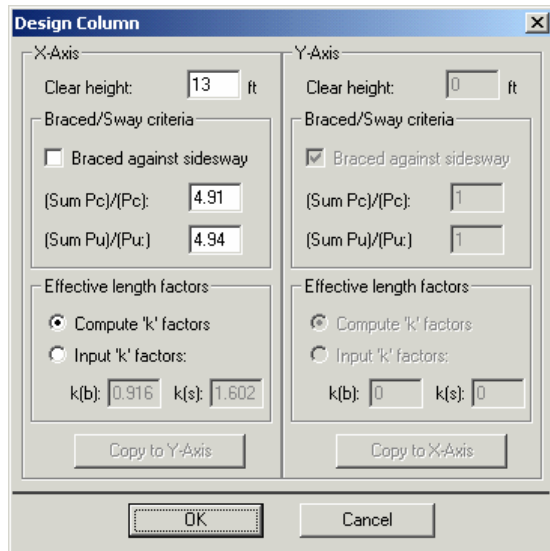 Design Column
X-Axis
Clear height: 13 ft
Braced/Sway criteria
Braced against sidesway
(Sum Pc)/(Pc): 4.91
(Sum Pu)/(Pu:) 4.94
Effective length factors
Compute 'k' factors
Input 'k' factors:
k(b): 0.916 k(s): 1.602
Copy to Y-Axis
Y-Axis
Clear height: 0 ft
Braced/Sway criteria
Braced against sidesway
(Sum Pc)/(Pc): 1
(Sum Pu)/(Pu:) 1
Effective length factors
Compute 'k' factors
Input 'k' factors:
k(b): 0 k(s): 0
Copy to X-Axis
OK Cancel